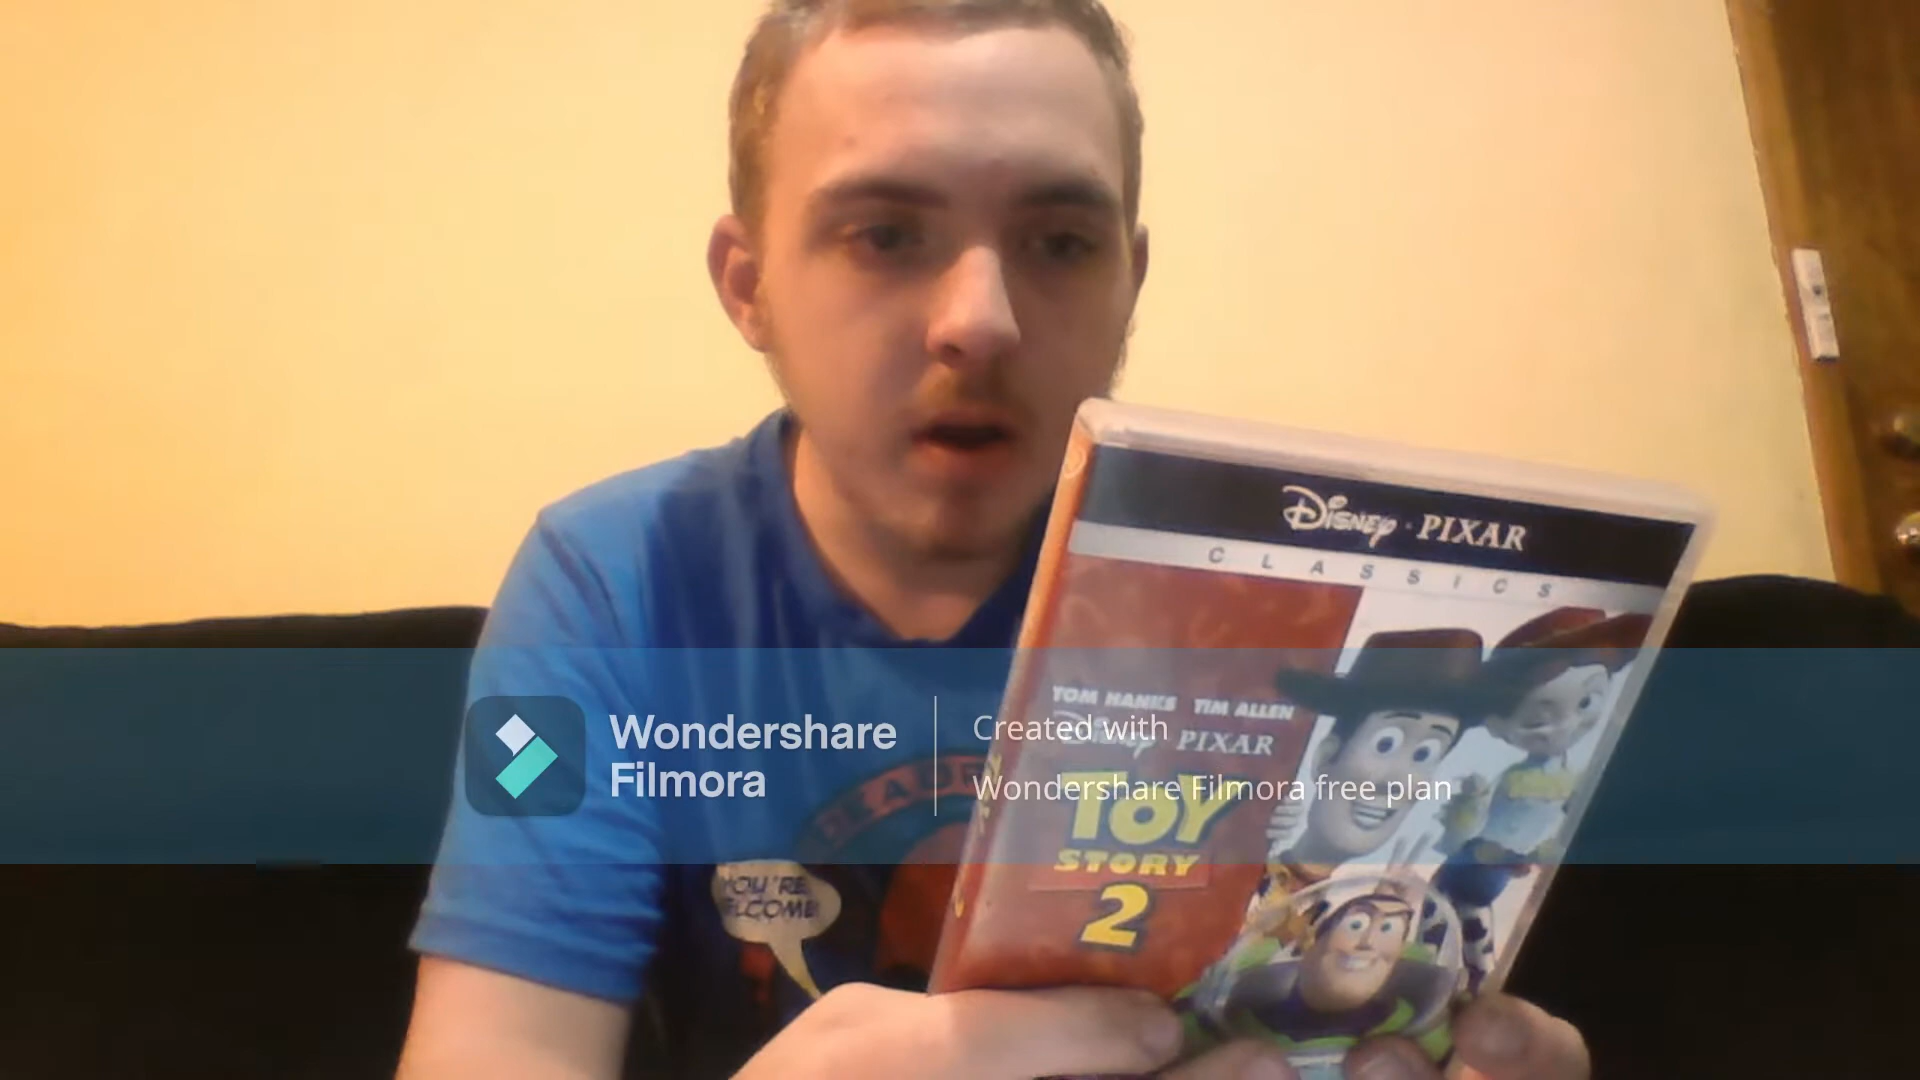 Disney · PIXAR
CLASSICS
TOM HANKS TIM ALLEN
Disney PIXAR
TOY
STORY
2
Wondershare
Filmora
Created with
Wondershare Filmora free plan
YOU'RE